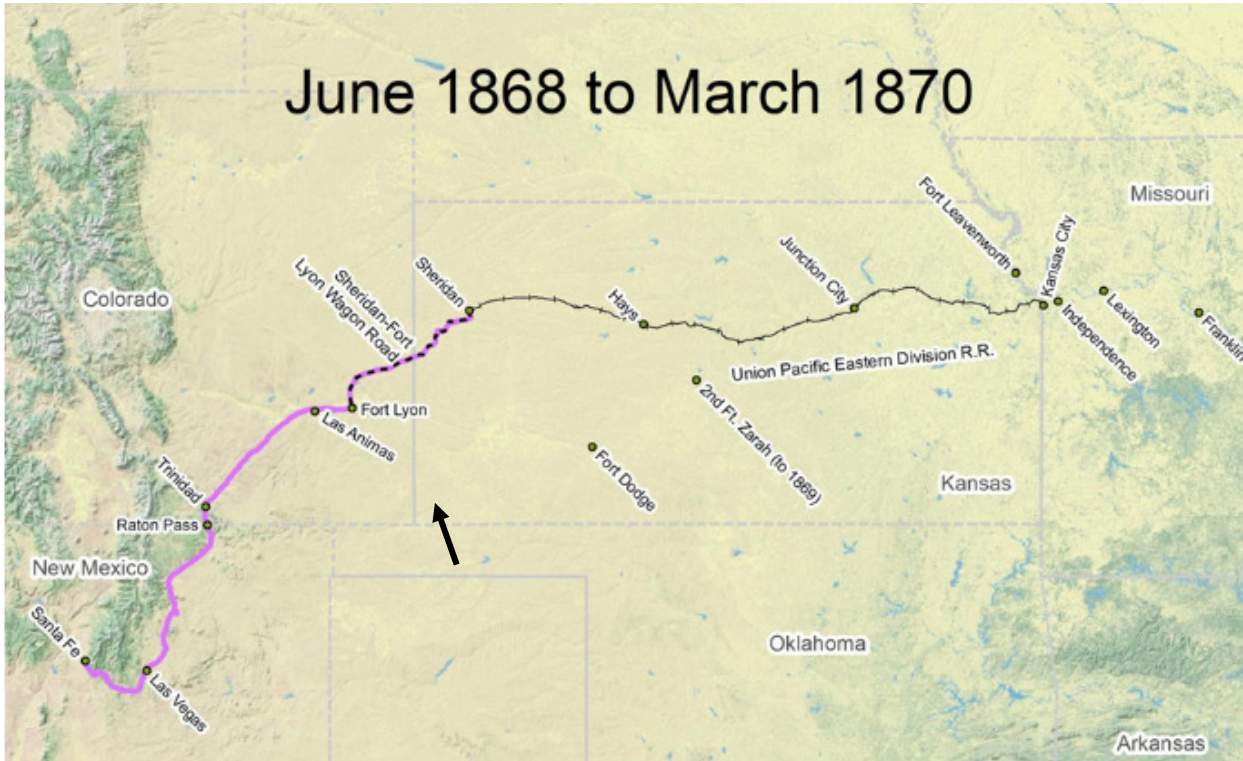 June 1868 to March 1870
Missouri
Fort Leavenworth
Kansas City
Colorado
Sheridan-Fort
Lyon Wagon Road
Sheridan
Hays
Junction City
Independence
Lexington
Franklin
Union Pacific Eastern Division R.R.
Fort Lyon
Las Animas
2nd Ft. Zarah (to 1869)
Fort Dodge
Kansas
Trinidad
Raton Pass
New Mexico
Santa Fe
Las Vegas
Oklahoma
Arkansas